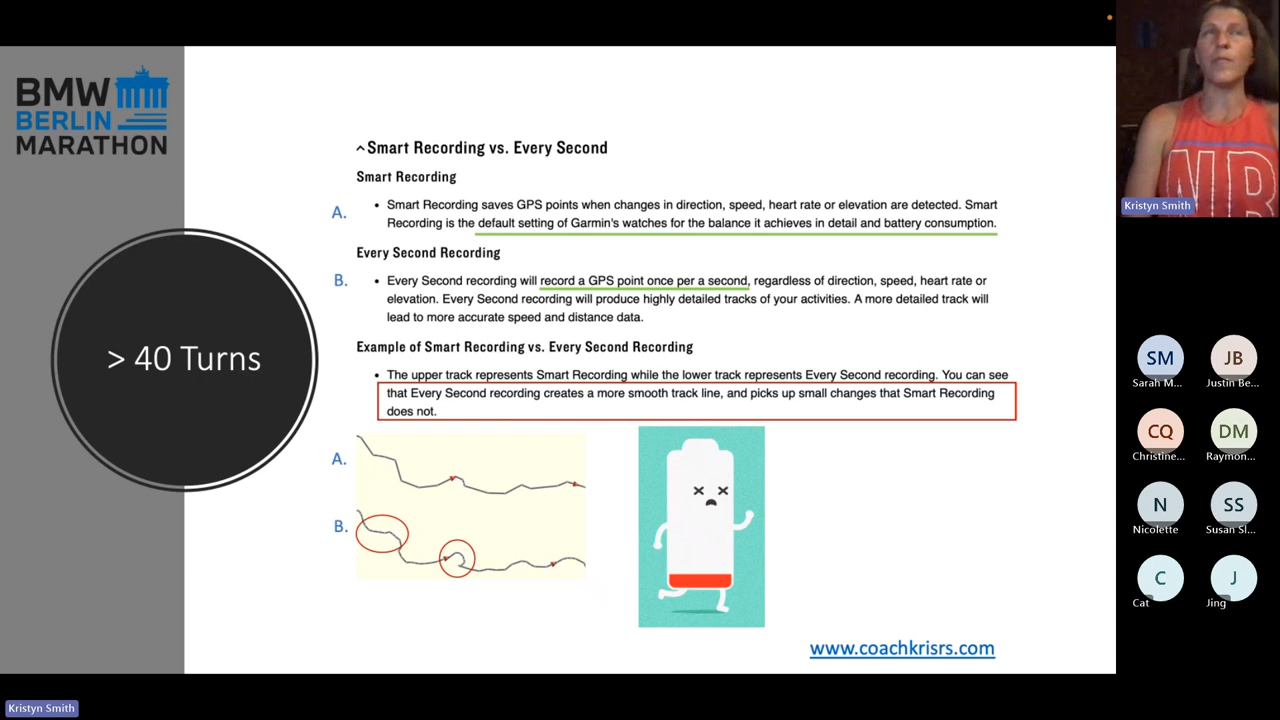 BMW
BERLIN
MARATHON
> 40 Turns
^Smart Recording vs. Every Second
Smart Recording
A.
• Smart Recording saves GPS points when changes in direction, speed, heart rate or elevation are detected. Smart
Recording is the default setting of Garmin's watches for the balance it achieves in detail and battery consumption.
Every Second Recording
B.
• Every Second recording will record a GPS point once per a second, regardless of direction, speed, heart rate or
elevation. Every Second recording will produce highly detailed tracks of your activities. A more detailed track will
lead to more accurate speed and distance data.
Example of Smart Recording vs. Every Second Recording
• The upper track represents Smart Recording while the lower track represents Every Second recording. You can see
that Every Second recording creates a more smooth track line, and picks up small changes that Smart Recording
does not.
A.
B.
www.coachkrisrs.com
NB
Kristyn Smith
SM
Sarah M...
JB
Justin Be...
CQ
Christine...
DM
Raymon...
N
Nicolette
SS
Susan Sl...
C
Cat
J
Jing
Kristyn Smith